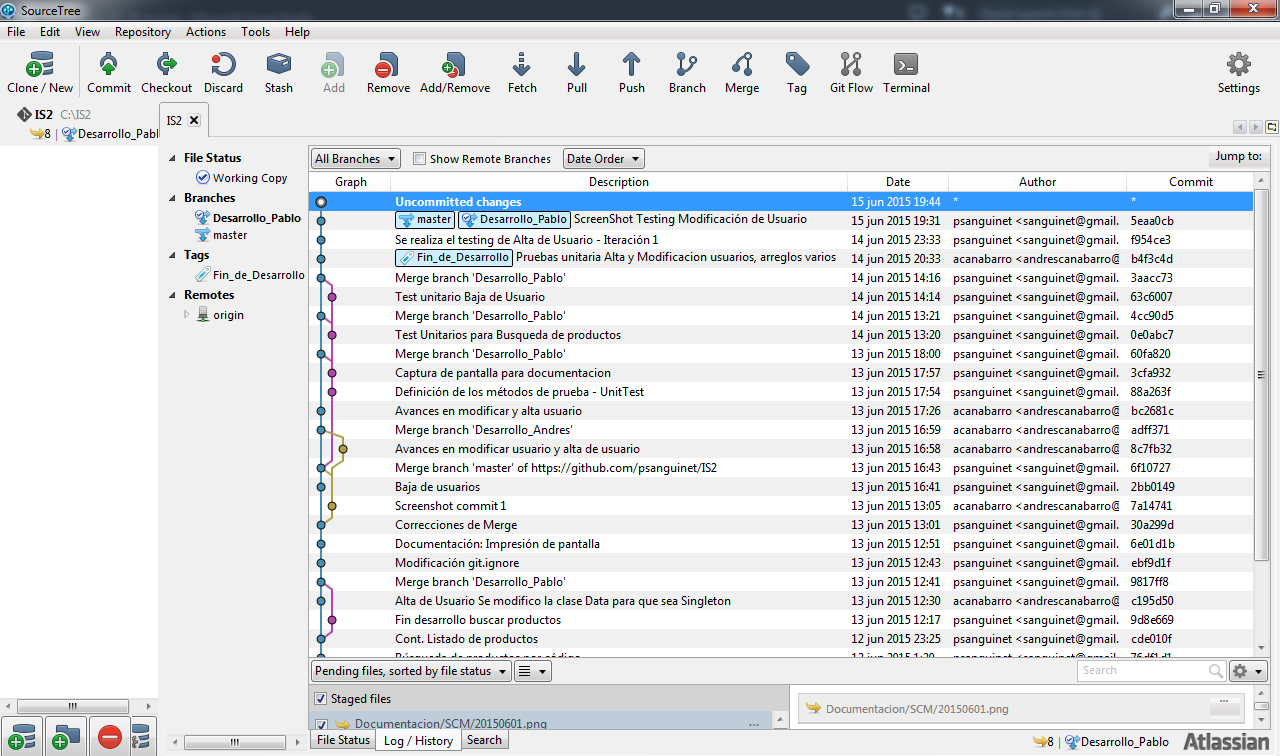 SourceTree
File Edit View Repository Actions Tools Help
Clone / New Commit Checkout Discard Stash Add Remove Add/Remove Fetch Pull Push Branch Merge Tag Git Flow Terminal Settings
IS2 C:\IS2
8 Desarrollo_Pabl
IS2
File Status
Working Copy
Branches
Desarrollo_Pablo
master
Tags
Fin_de_Desarrollo
Remotes
origin
All Branches Show Remote Branches Date Order Jump to:
Graph Description Date Author Commit
Uncommitted changes 15 jun 2015 19:44 * *
master Desarrollo_Pablo ScreenShot Testing Modificación de Usuario 15 jun 2015 19:31 psanguinet <sanguinet@gmail. 5eaa0cb
Se realiza el testing de Alta de Usuario - Iteración 1 14 jun 2015 23:33 psanguinet <sanguinet@gmail. f954ce3
Fin_de_Desarrollo Pruebas unitaria Alta y Modificacion usuarios, arreglos varios 14 jun 2015 20:33 acanabarro <andrescanabarro@ b4f3c4d
Merge branch 'Desarrollo_Pablo' 14 jun 2015 14:16 psanguinet <sanguinet@gmail. 3aacc73
Test unitario Baja de Usuario 14 jun 2015 14:14 psanguinet <sanguinet@gmail. 63c6007
Merge branch 'Desarrollo_Pablo' 14 jun 2015 13:21 psanguinet <sanguinet@gmail. 4cc90d5
Test Unitarios para Busqueda de productos 14 jun 2015 13:20 psanguinet <sanguinet@gmail. 0e0abc7
Merge branch 'Desarrollo_Pablo' 13 jun 2015 18:00 psanguinet <sanguinet@gmail. 60fa820
Captura de pantalla para documentacion 13 jun 2015 17:57 psanguinet <sanguinet@gmail. 3cfa932
Definición de los métodos de prueba - UnitTest 13 jun 2015 17:54 psanguinet <sanguinet@gmail. 88a263f
Avances en modificar y alta usuario 13 jun 2015 17:26 acanabarro <andrescanabarro@ bc2681c
Merge branch 'Desarrollo_Andres' 13 jun 2015 16:59 acanabarro <andrescanabarro@ adff371
Avances en modificar usuario y alta de usuario 13 jun 2015 16:58 acanabarro <andrescanabarro@ 8c7fb32
Merge branch 'master' of https://github.com/psanguinet/IS2 13 jun 2015 16:43 psanguinet <sanguinet@gmail. 6f10727
Baja de usuarios 13 jun 2015 16:41 psanguinet <sanguinet@gmail. 2bb0149
Screenshot commit 1 13 jun 2015 13:05 acanabarro <andrescanabarro@ 7a14741
Correcciones de Merge 13 jun 2015 13:01 psanguinet <sanguinet@gmail. 30a299d
Documentación: Impresión de pantalla 13 jun 2015 12:51 psanguinet <sanguinet@gmail. 6e01d1b
Modificación git.ignore 13 jun 2015 12:43 psanguinet <sanguinet@gmail. ebf9d1f
Merge branch 'Desarrollo_Pablo' 13 jun 2015 12:41 psanguinet <sanguinet@gmail. 9817ff8
Alta de Usuario Se modifico la clase Data para que sea Singleton 13 jun 2015 12:30 acanabarro <andrescanabarro@ c195d50
Fin desarrollo buscar productos 13 jun 2015 12:17 psanguinet <sanguinet@gmail. 9d8e669
Cont. Listado de productos 12 jun 2015 23:25 psanguinet <sanguinet@gmail. cde010f
Búsqueda de productos por código
Pending files, sorted by file status Search
Staged files
Documentacion/SCM/20150601.png ...
Documentacion/SCM/20150601.png ...
File Status Log / History Search
8 Desarrollo_Pablo Atlassian